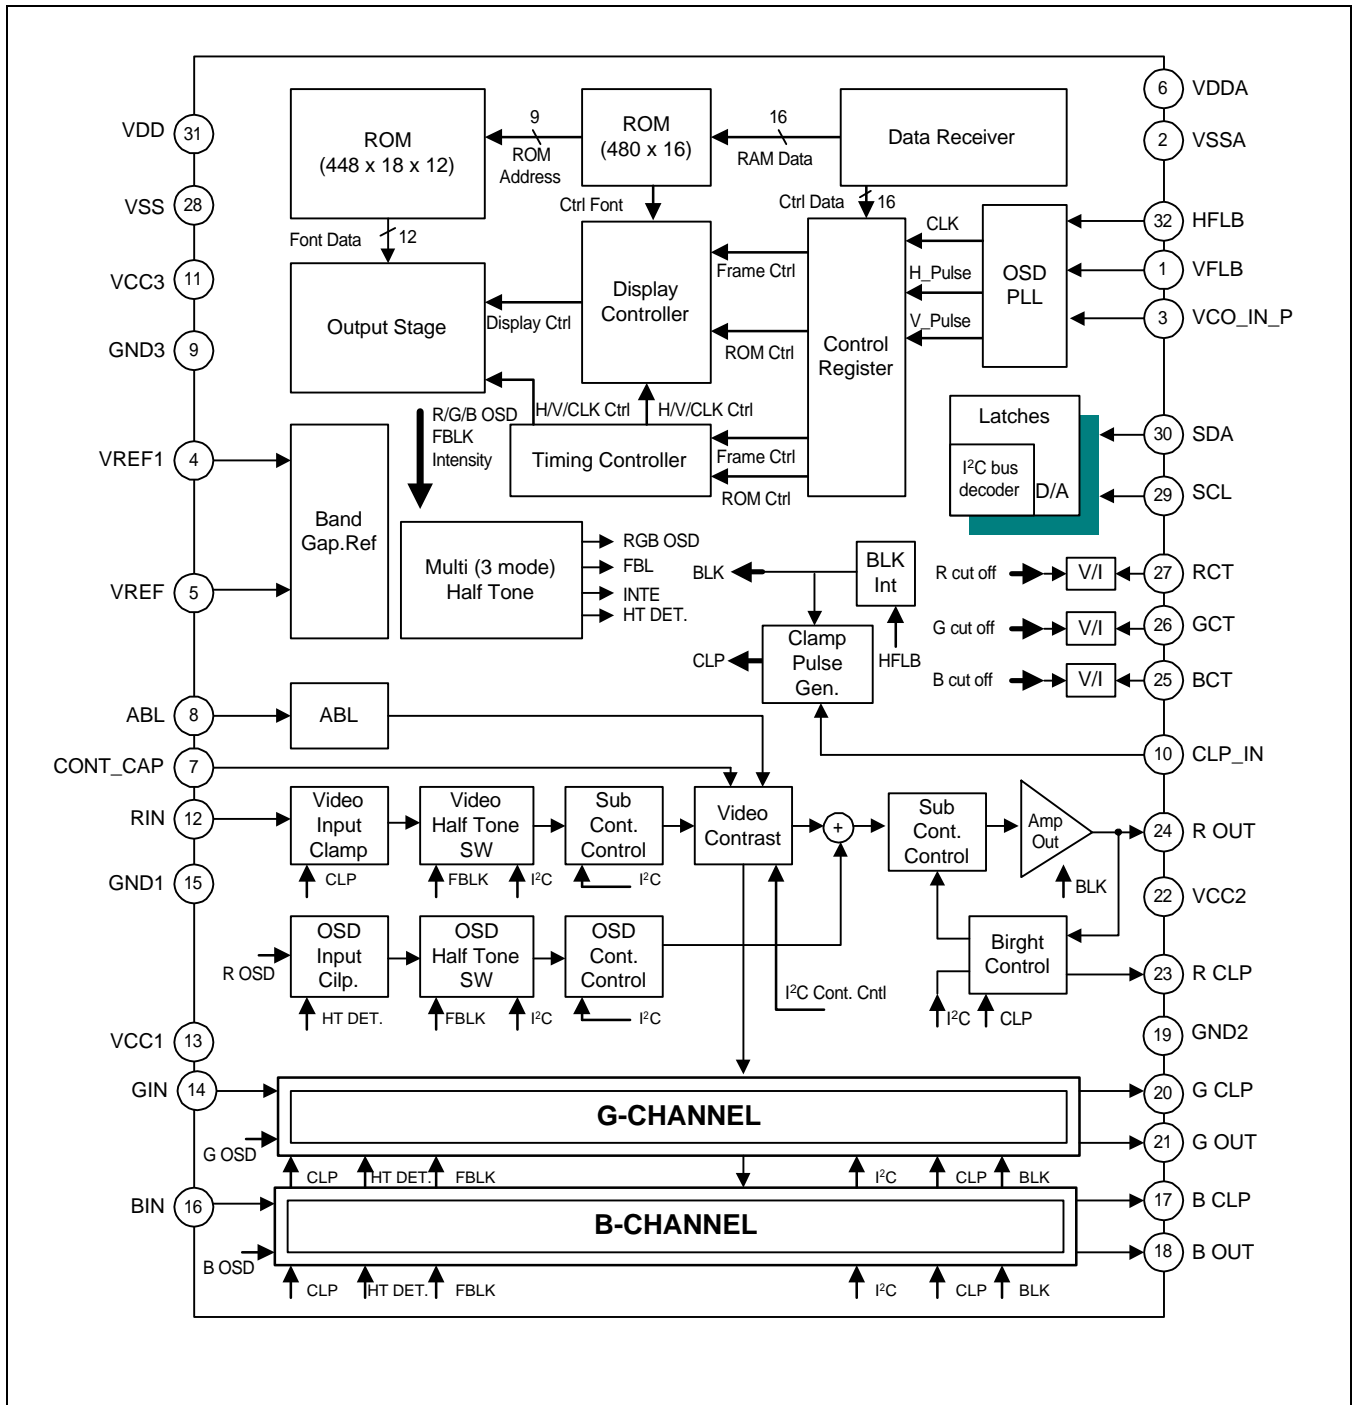 VDD 31
VSS 28
VCC3 11
GND3 9
VREF1 4
VREF 5
ABL 8
CONT_CAP 7
RIN 12
GND1 15
VCC1 13
GIN 14
BIN 16
6 VDDA
2 VSSA
32 HFLB
1 VFLB
3 VCO_IN_P
30 SDA
29 SCL
27 RCT
26 GCT
25 BCT
10 CLP_IN
24 R OUT
22 VCC2
23 R CLP
19 GND2
20 G CLP
21 G OUT
17 B CLP
18 B OUT
ROM
(448 x 18 x 12)
9
ROM
Address
ROM
(480 x 16)
16
RAM Data
Data Receiver
Ctrl Font
Ctrl Data
16
Font Data
12
Output Stage
Display Ctrl
Display
Controller
Frame Ctrl
ROM Ctrl
Control
Register
CLK
H_Pulse
V_Pulse
OSD
PLL
H/V/CLK Ctrl
H/V/CLK Ctrl
Timing Controller
Frame Ctrl
ROM Ctrl
R/G/B OSD
FBLK
Intensity
Band
Gap.Ref
Multi (3 mode)
Half Tone
RGB OSD
FBL
INTE
HT DET.
Latches
I²C bus
decoder
D/A
BLK
BLK
Int
HFLB
CLP
Clamp
Pulse
Gen.
R cut off
V/I
G cut off
V/I
B cut off
V/I
ABL
Video
Input
Clamp
CLP
Video
Half Tone
SW
FBLK
I²C
Sub
Cont.
Control
I²C
Video
Contrast
+
Sub
Cont.
Control
Amp
Out
BLK
R OSD
OSD
Input
Cilp.
HT DET.
OSD
Half Tone
SW
FBLK
I²C
OSD
Cont.
Control
I²C
I²C Cont. Cntl
Birght
Control
I²C
CLP
G-CHANNEL
G OSD
CLP
HT DET.
FBLK
I²C
CLP
BLK
B-CHANNEL
B OSD
CLP
HT DET.
FBLK
I²C
CLP
BLK